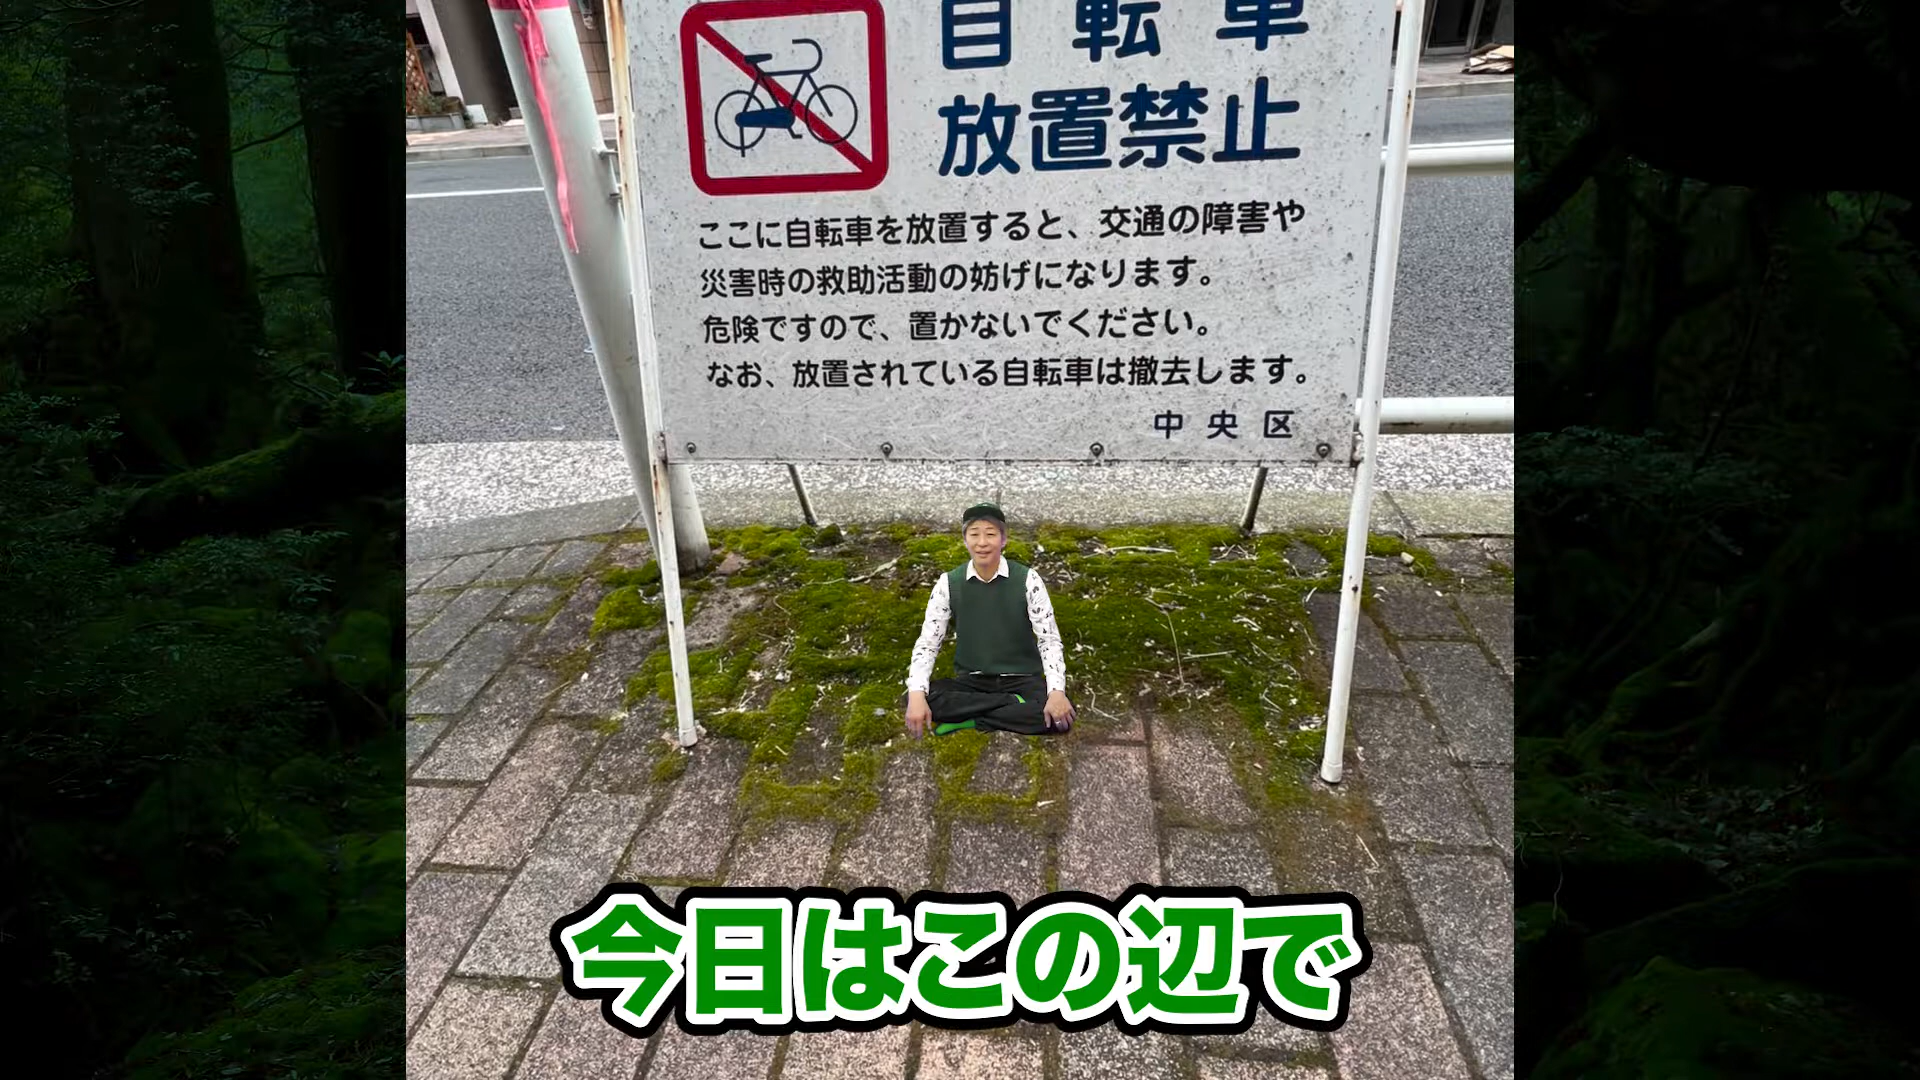 自転車
放置禁止
ここに自転車を放置すると、交通の障害や
災害時の救助活動の妨げになります。
危険ですので、置かないでください。
なお、放置されている自転車は撤去します。
中央区
今日はこの辺で